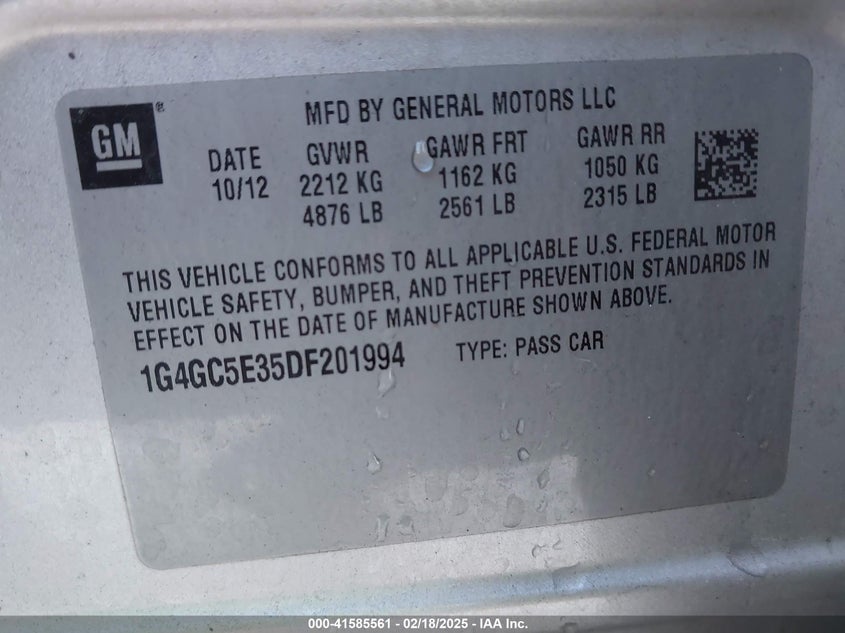 GM ®
MFD BY GENERAL MOTORS LLC
DATE GVWR GAWR FRT GAWR RR
10/12 2212 KG 1162 KG 1050 KG
4876 LB 2561 LB 2315 LB
THIS VEHICLE CONFORMS TO ALL APPLICABLE U.S. FEDERAL MOTOR
VEHICLE SAFETY, BUMPER, AND THEFT PREVENTION STANDARDS IN
EFFECT ON THE DATE OF MANUFACTURE SHOWN ABOVE.
1G4GC5E35DF201994 TYPE: PASS CAR
000-41585561 - 02/18/2025 - IAA Inc.